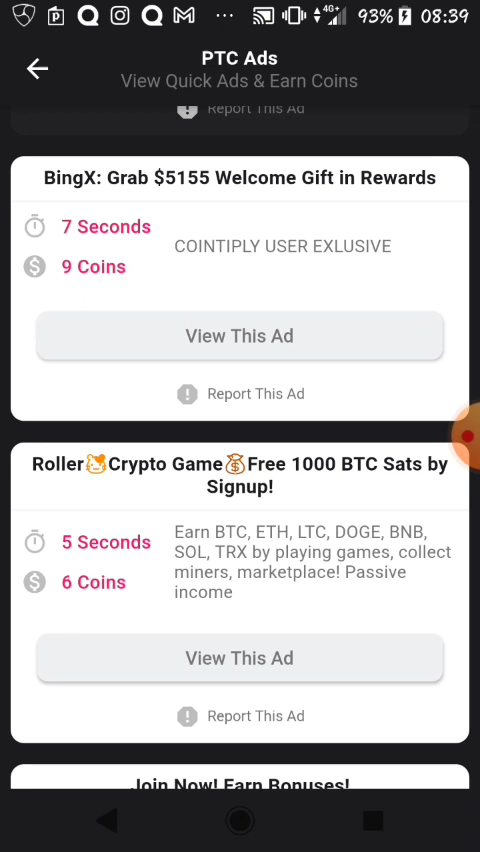 4G+ 93% 08:39
PTC Ads
View Quick Ads & Earn Coins
Report This Ad
BingX: Grab $5155 Welcome Gift in Rewards
7 Seconds
COINTIPLY USER EXLUSIVE
9 Coins
View This Ad
Report This Ad
Roller🐱Crypto Game💰Free 1000 BTC Sats by
Signup!
5 Seconds
6 Coins
Earn BTC, ETH, LTC, DOGE, BNB,
SOL, TRX by playing games, collect
miners, marketplace! Passive
income
View This Ad
Report This Ad
Join Now! Earn Bonuses!